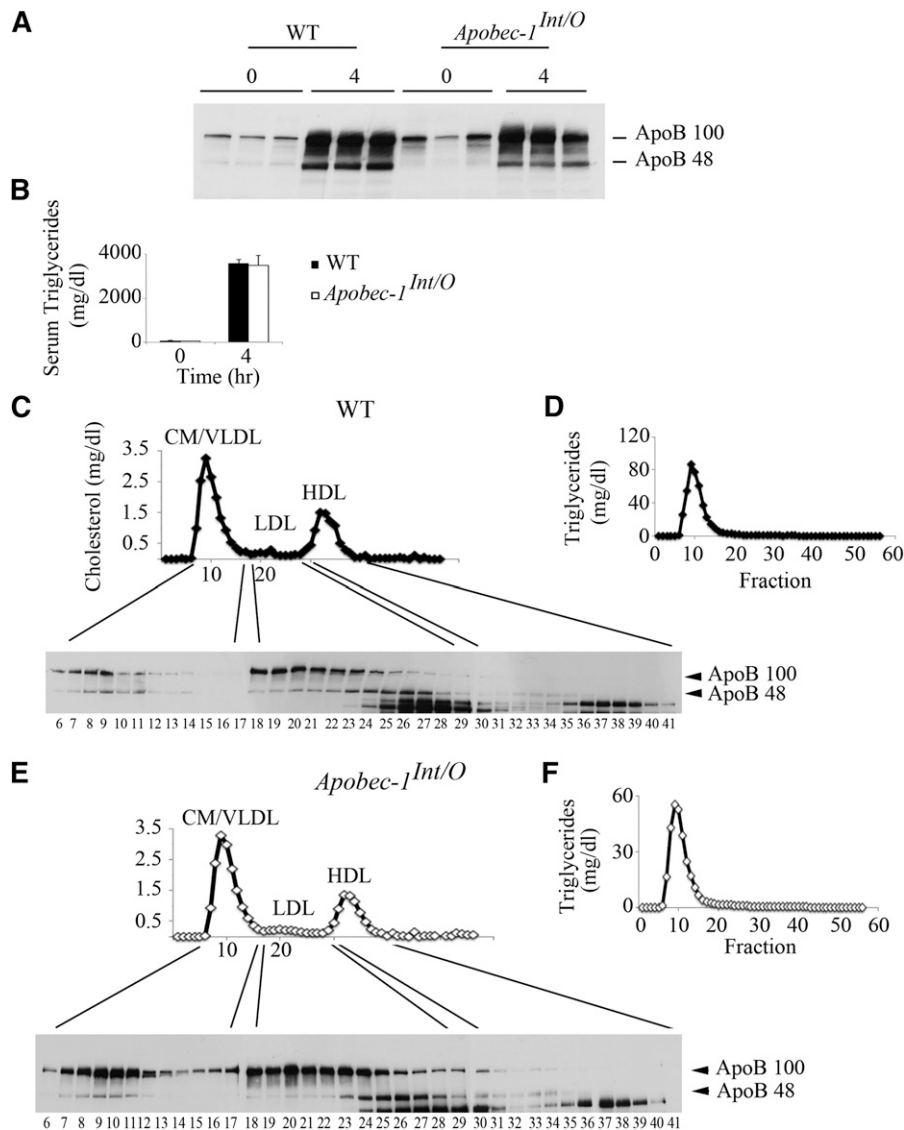 A
WT
Apobec-1 Int/O
0 4 0 4
ApoB 100
ApoB 48
B
Serum Triglycerides
(mg/dl)
4000
2000
0
0 4
Time (hr)
WT
Apobec-1 Int/O
C
WT
Cholesterol (mg/dl)
3.5
2.5
1.5
0.5
CM/VLDL
LDL
HDL
10 20
ApoB 100
ApoB 48
6 7 8 9 10 11 12 13 14 15 16 17 18 19 20 21 22 23 24 25 26 27 28 29 30 31 32 33 34 35 36 37 38 39 40 41
D
Triglycerides
(mg/dl)
120
80
40
0
0 10 20 30 40 50 60
Fraction
E
Apobec-1 Int/O
3.5
2.5
1.5
0.5
CM/VLDL
LDL
HDL
10 20
ApoB 100
ApoB 48
6 7 8 9 10 11 12 13 14 15 16 17 18 19 20 21 22 23 24 25 26 27 28 29 30 31 32 33 34 35 36 37 38 39 40 41
F
Triglycerides
(mg/dl)
60
30
0
0 10 20 30 40 50 60
Fraction